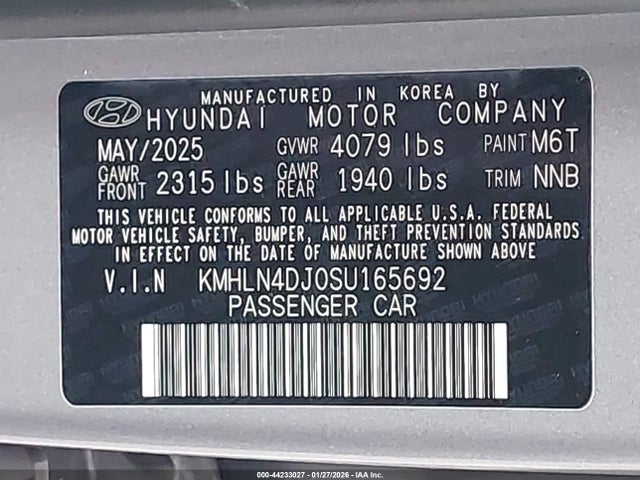 MANUFACTURED IN KOREA BY
HYUNDAI MOTOR COMPANY
MAY/2025 GVWR 4079 lbs PAINT M6T
GAWR FRONT 2315 lbs GAWR REAR 1940 lbs TRIM NNB
THIS VEHICLE CONFORMS TO ALL APPLICABLE U.S.A. FEDERAL
MOTOR VEHICLE SAFETY, BUMPER, AND THEFT PREVENTION STANDARDS
IN EFFECT ON THE DATE OF MANUFACTURE SHOWN ABOVE
V.I.N KMHLN4DJ0SU165692
PASSENGER CAR
000-44233027 - 01/27/2026 - IAA Inc.